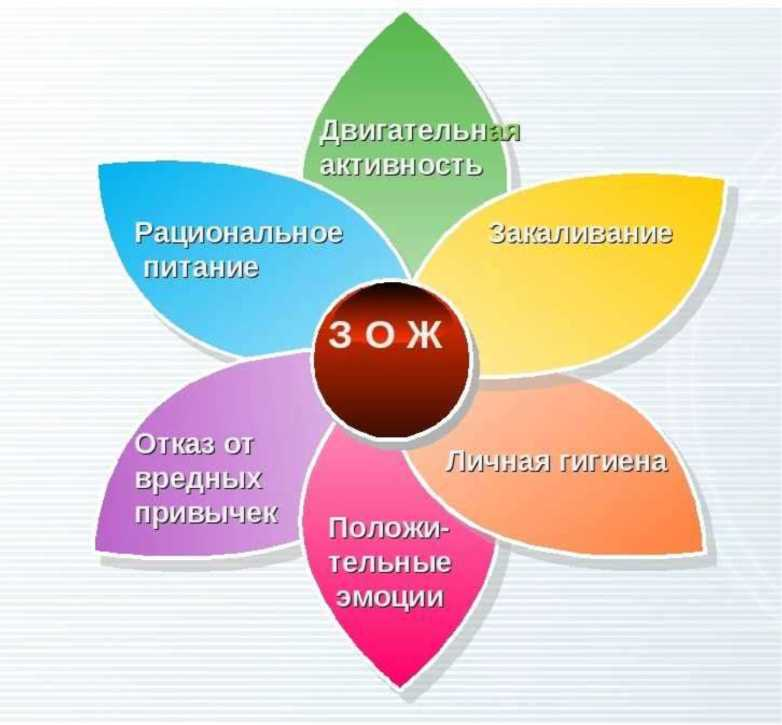 Двигательная
активность
Рациональное
питание
Закаливание
З О Ж
Отказ от
вредных
привычек
Личная гигиена
Положи-
тельные
эмоции